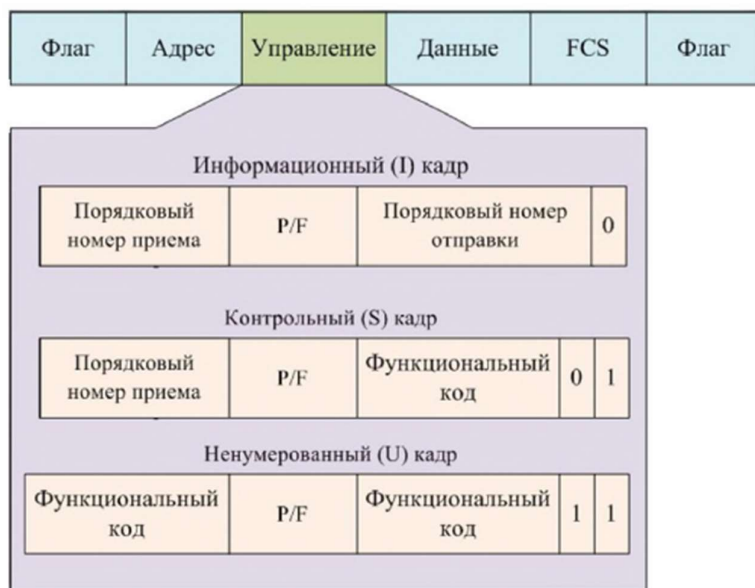 Флаг Адрес Управление Данные FCS Флаг
Информационный (I) кадр
Порядковый номер приема P/F Порядковый номер отправки 0
Контрольный (S) кадр
Порядковый номер приема P/F Функциональный код 0 1
Ненумерованный (U) кадр
Функциональный код P/F Функциональный код 1 1